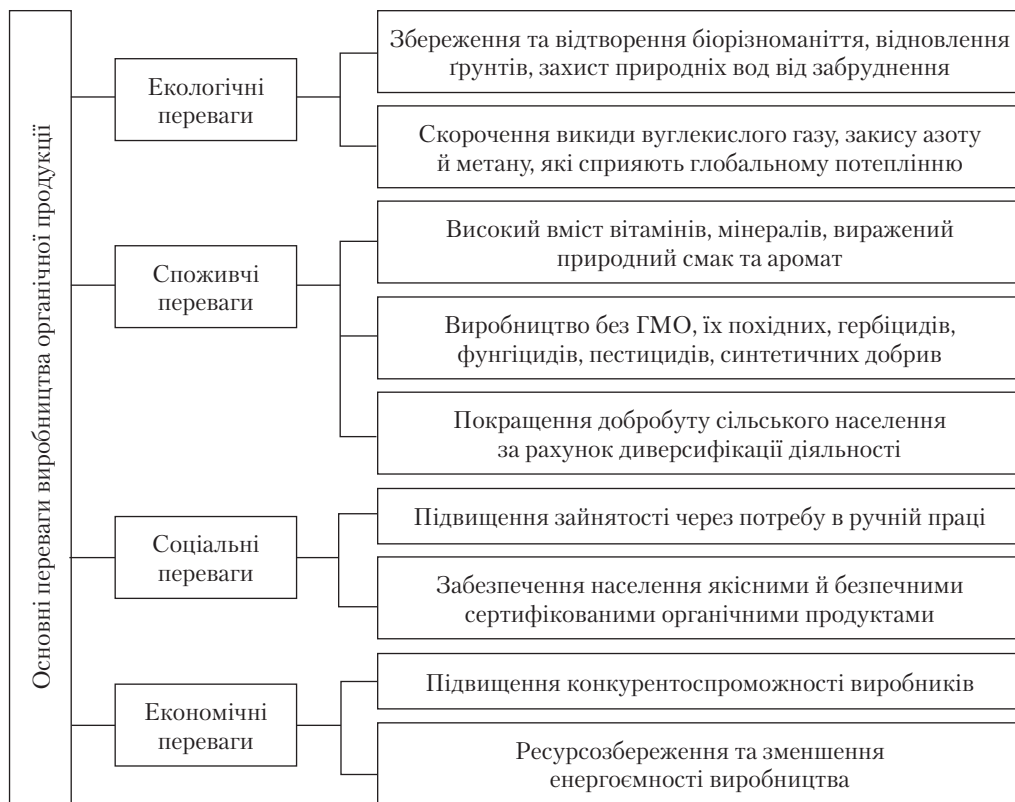 Основні переваги виробництва органічної продукції
Екологічні
переваги
Збереження та відтворення біорізноманіття, відновлення
ґрунтів, захист природніх вод від забруднення
Скорочення викиди вуглекислого газу, закису азоту
й метану, які сприяють глобальному потеплінню
Споживчі
переваги
Високий вміст вітамінів, мінералів, виражений
природний смак та аромат
Виробництво без ГМО, їх похідних, гербіцидів,
фунгіцидів, пестицидів, синтетичних добрив
Покращення добробуту сільського населення
за рахунок диверсифікації діяльності
Соціальні
переваги
Підвищення зайнятості через потребу в ручній праці
Забезпечення населення якісними й безпечними
сертифікованими органічними продуктами
Економічні
переваги
Підвищення конкурентоспроможності виробників
Ресурсозбереження та зменшення
енергоємності виробництва